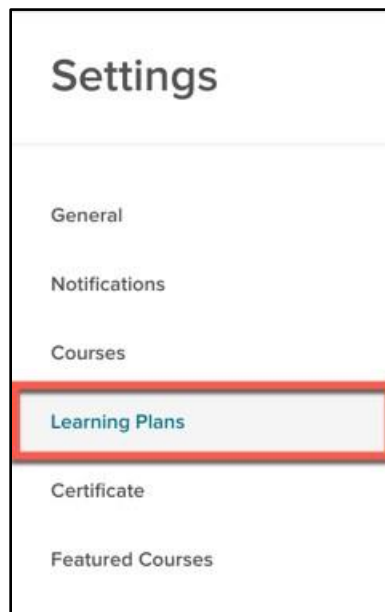 Settings
General
Notifications
Courses
Learning Plans
Certificate
Featured Courses